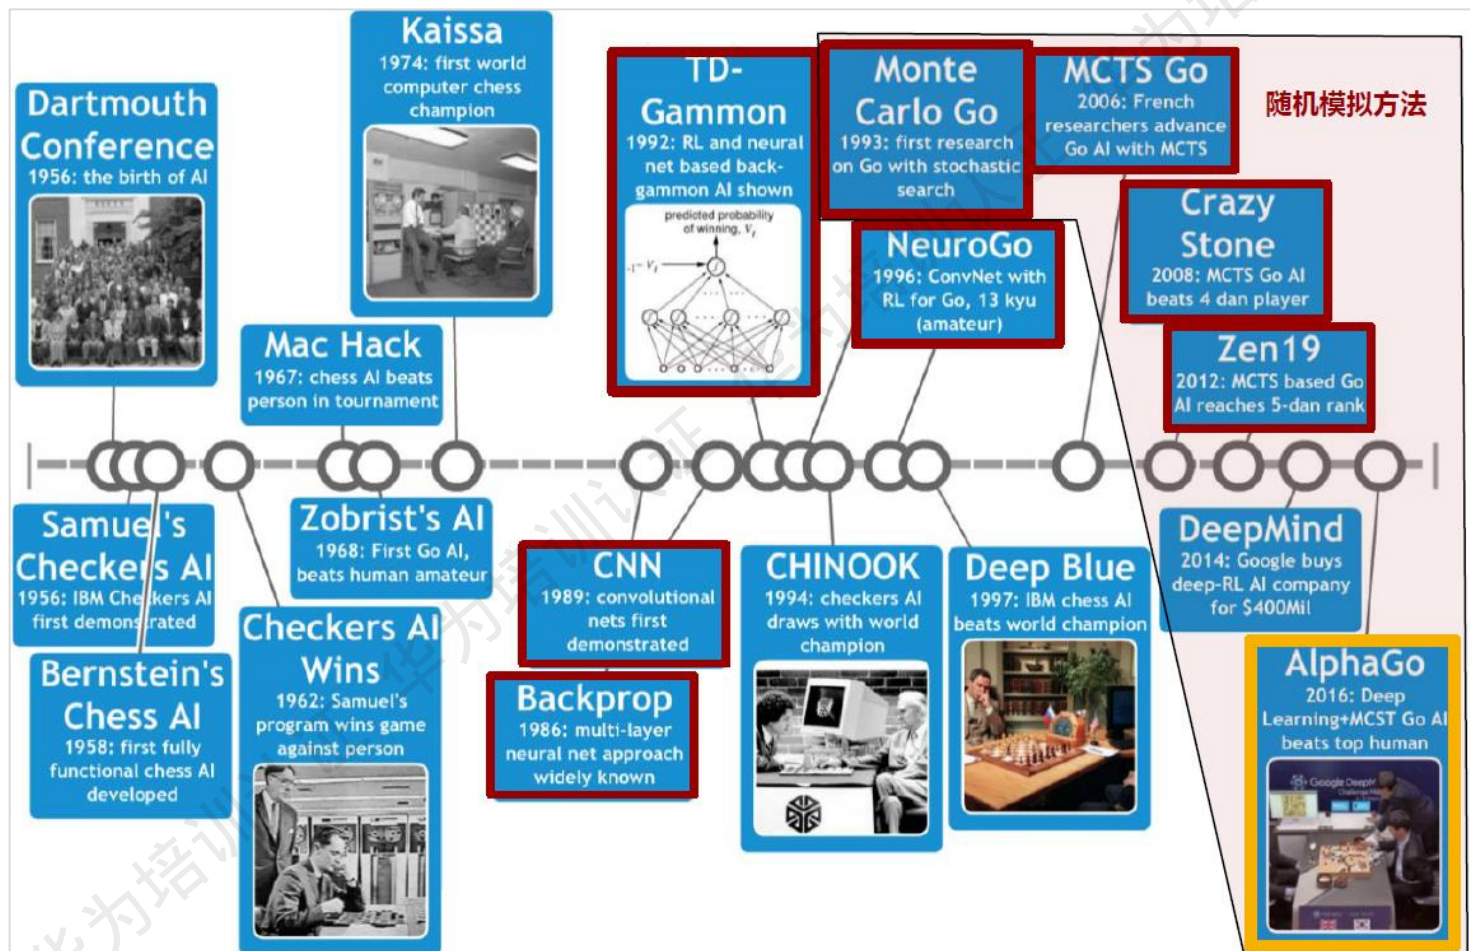 Dartmouth
Conference
1956: the birth of AI
Kaissa
1974: first world
computer chess
champion
Mac Hack
1967: chess AI beats
person in tournament
TD-
Gammon
1992: RL and neural
net based back-
gammon AI shown
predicted probability
of winning, Vt
Monte
Carlo Go
1993: first research
on Go with stochastic
search
NeuroGo
1996: ConvNet with
RL for Go, 13 kyu
(amateur)
MCTS Go
2006: French
researchers advance
Go AI with MCTS
随机模拟方法
Crazy
Stone
2008: MCTS Go AI
beats 4 dan player
Zen19
2012: MCTS based Go
AI reaches 5-dan rank
Samuel's
Checkers AI
1956: IBM Checkers AI
first demonstrated
Bernstein's
Chess AI
1958: first fully
functional chess AI
developed
Checkers AI
Wins
1962: Samuel's
program wins game
against person
Zobrist's AI
1968: First Go AI,
beats human amateur
CNN
1989: convolutional
nets first
demonstrated
Backprop
1986: multi-layer
neural net approach
widely known
CHINOOK
1994: checkers AI
draws with world
champion
Deep Blue
1997: IBM chess AI
beats world champion
DeepMind
2014: Google buys
deep-RL AI company
for $400Mil
AlphaGo
2016: Deep
Learning+MCST Go AI
beats top human
Google DeepMind
华为培训认证